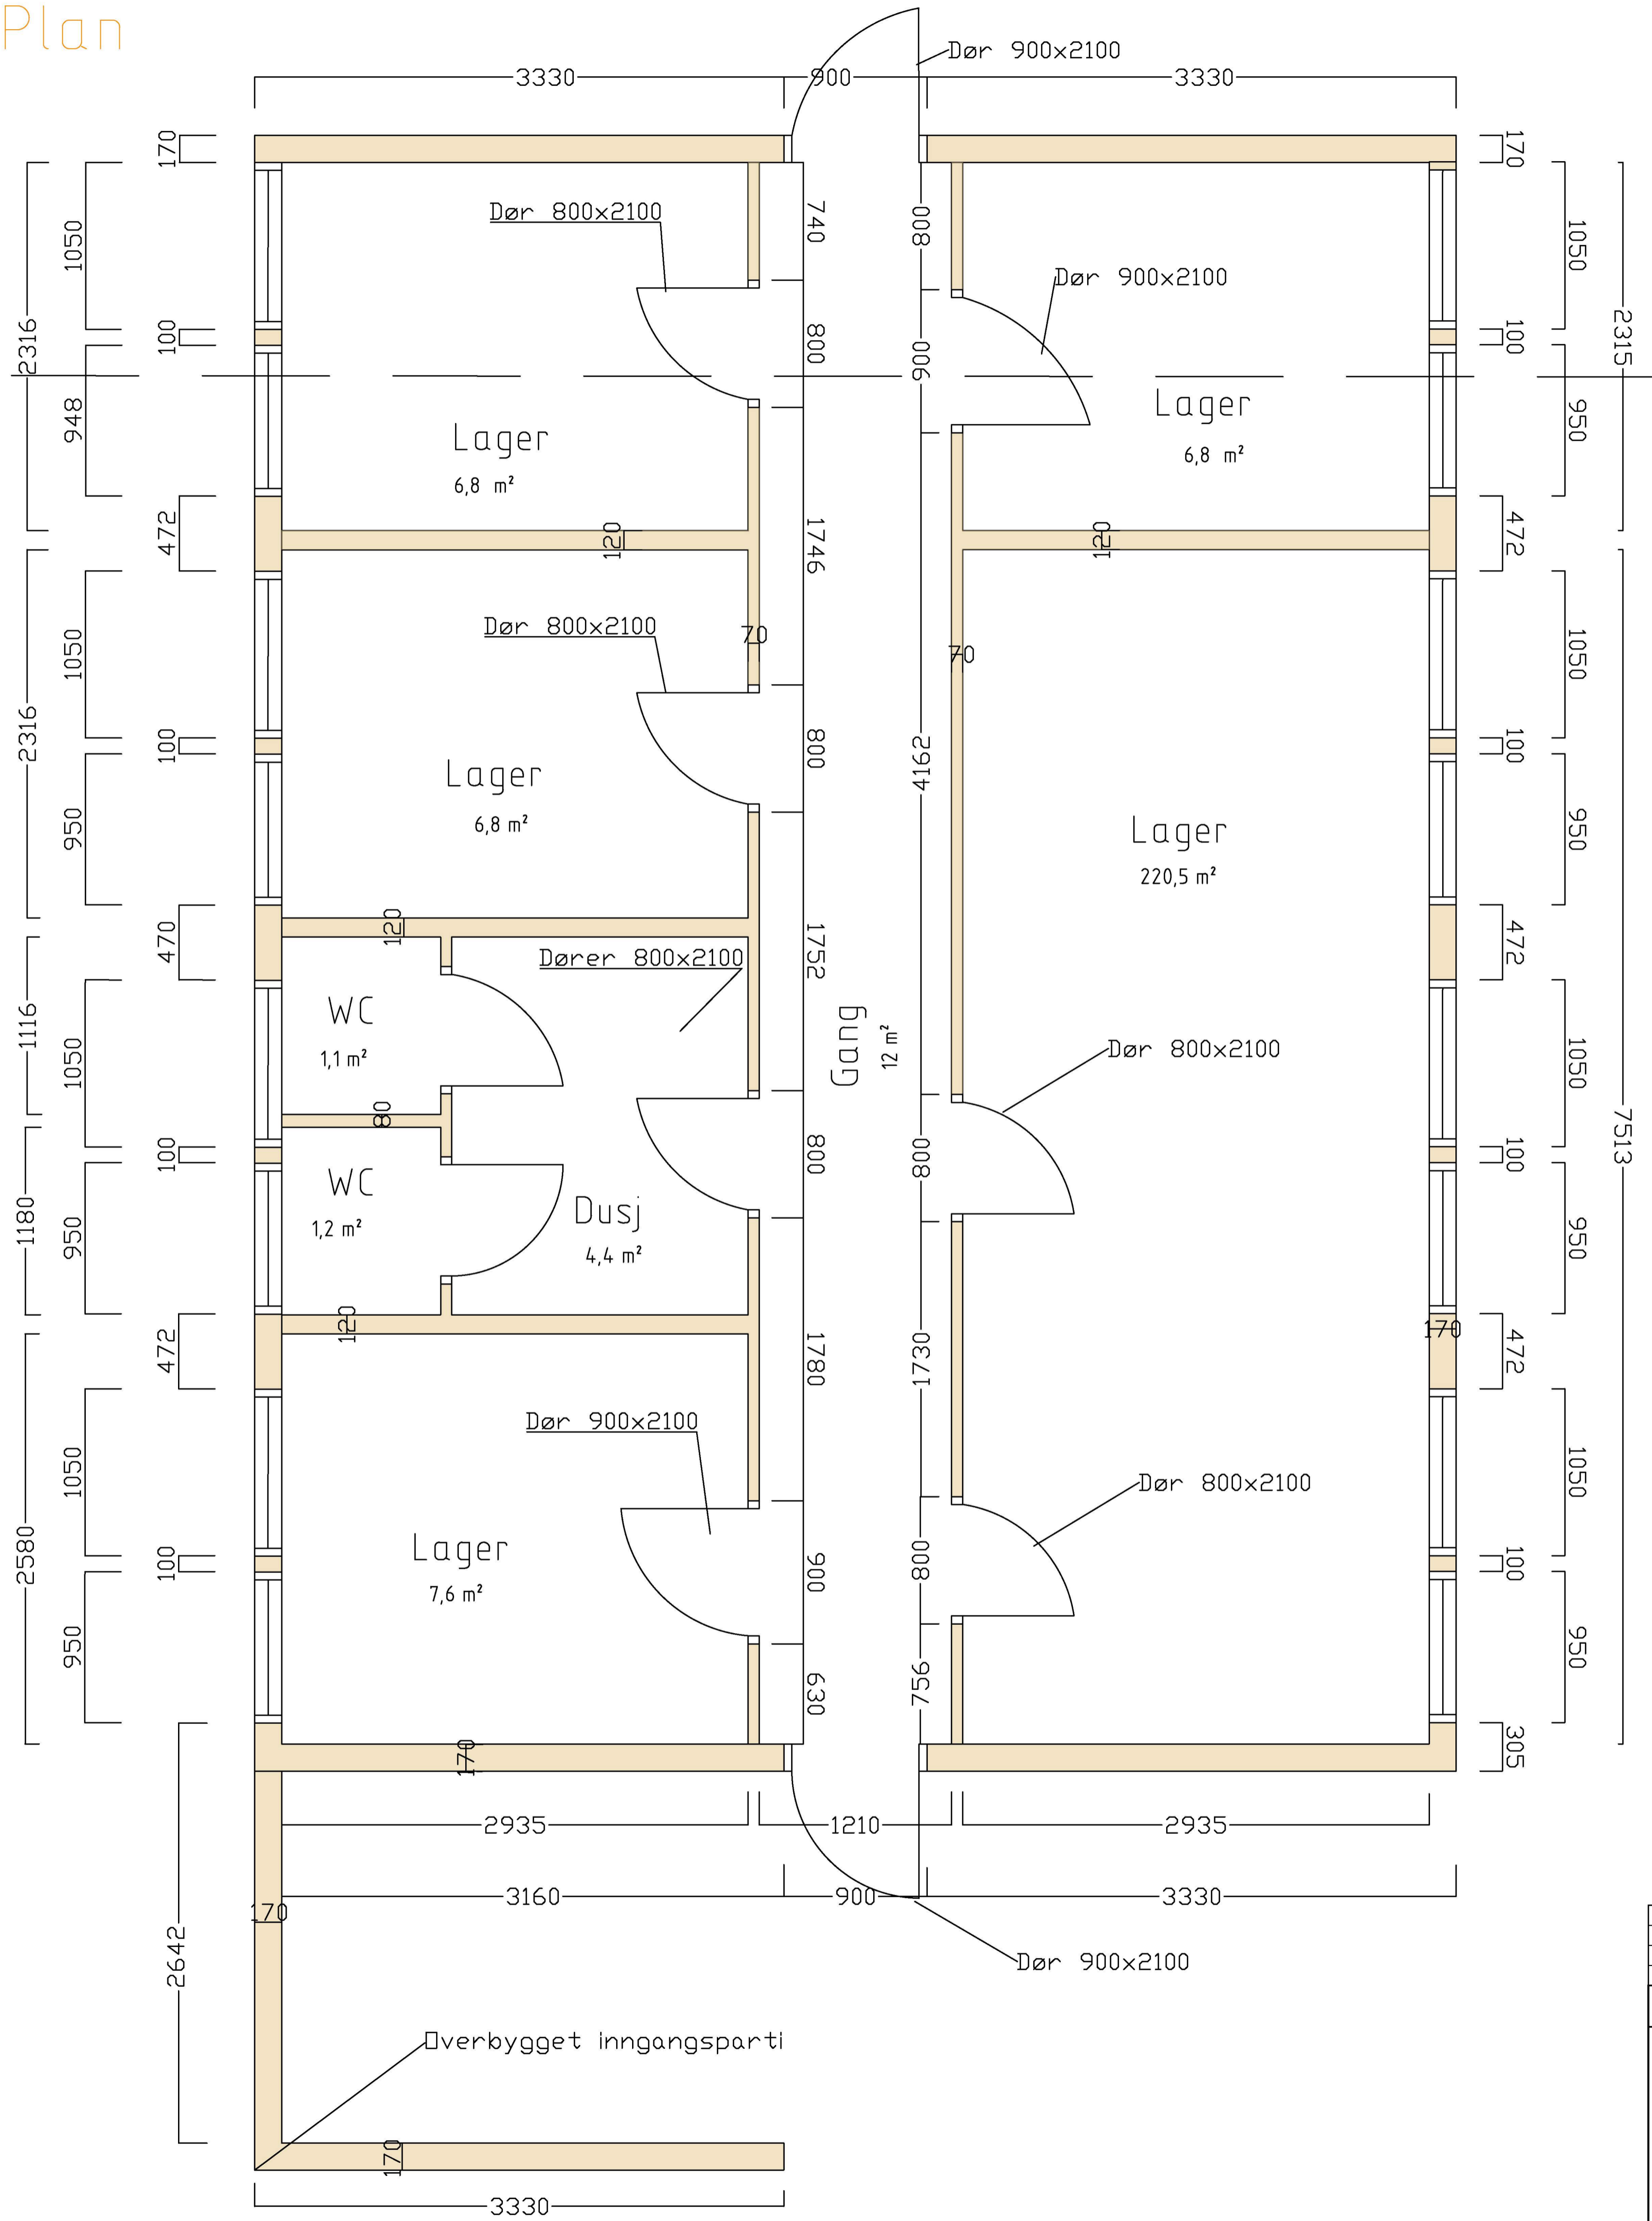 Plan
Dør 900x2100
3330
900
3330
170
170
1050
1050
2316
2315
100
100
948
950
472
472
Dør 800x2100
740
800
Dør 900x2100
800
900
Lager
6,8 m²
Lager
6,8 m²
120
1746
120
1050
1050
Dør 800x2100
70
70
2316
100
100
800
4162
950
950
Lager
6,8 m²
Lager
220,5 m²
7513
470
472
120
1752
Dører 800x2100
1116
1050
1050
WC
1,1 m²
Gang
12 m²
Dør 800x2100
80
100
100
800
800
1180
950
950
WC
1,2 m²
Dusj
4,4 m²
472
472
120
1780
1730
170
Dør 900x2100
1050
1050
Dør 800x2100
2580
100
100
Lager
7,6 m²
900
800
950
950
630
756
170
305
2935
1210
2935
3160
900
3330
170
2642
Dør 900x2100
Overbygget inngangsparti
170
3330